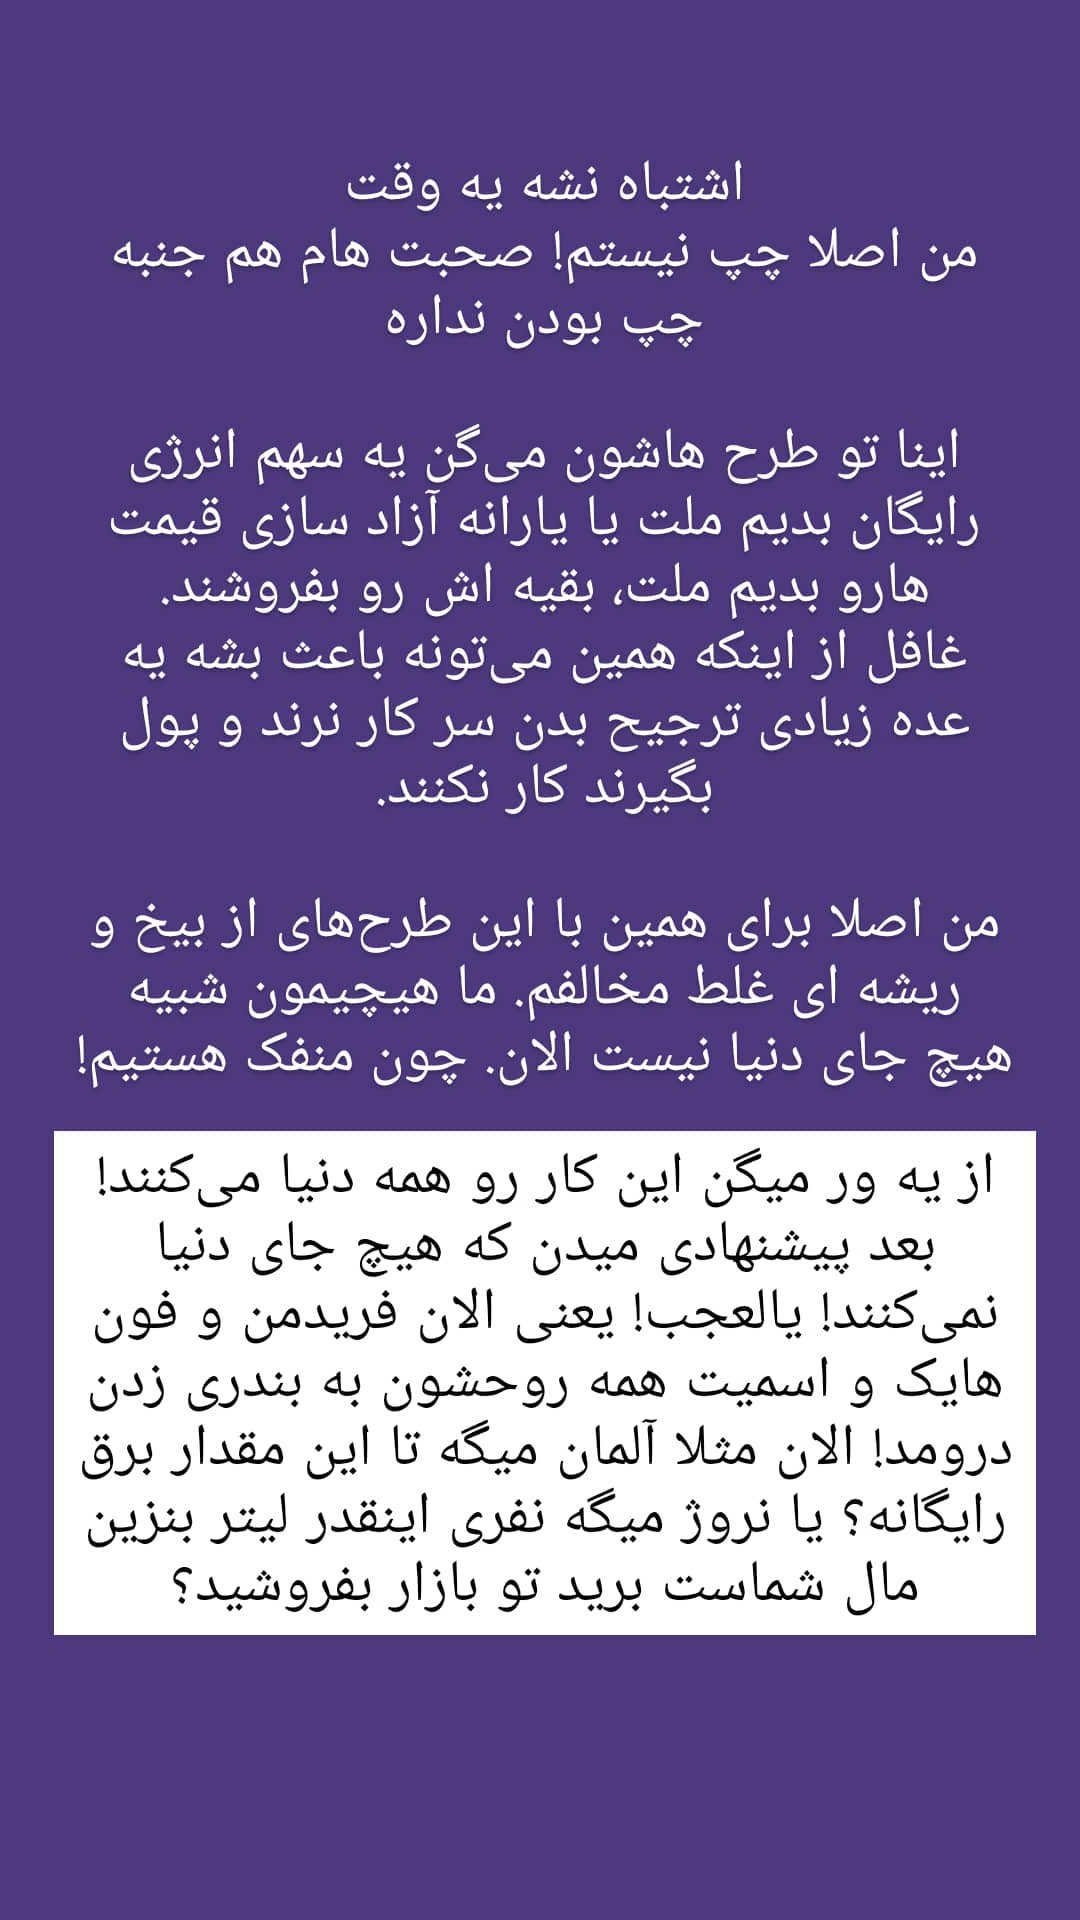 اشتباه نشه یه وقت
من اصلا چپ نیستم! صحبت هام هم جنبه
چپ بودن نداره
اینا تو طرح هاشون می‌گن یه سهم انرژی
رایگان بدیم ملت یا یارانه آزاد سازی قیمت
هارو بدیم ملت، بقیه اش رو بفروشند.
غافل از اینکه همین می‌تونه باعث بشه یه
عده زیادی ترجیح بدن سر کار نرند و پول
بگیرند کار نکنند.
من اصلا برای همین با این طرح‌های از بیخ و
ریشه ای غلط مخالفم. ما هیچیمون شبیه
هیچ جای دنیا نیست الان. چون منفک هستیم!
از یه ور میگن این کار رو همه دنیا می‌کنند!
بعد پیشنهادی میدن که هیچ جای دنیا
نمی‌کنند! یالعجب! یعنی الان فریدمن و فون
هایک و اسمیت همه روحشون به بندری زدن
درومد! الان مثلا آلمان میگه تا این مقدار برق
رایگانه؟ یا نروژ میگه نفری اینقدر لیتر بنزین
مال شماست برید تو بازار بفروشید؟